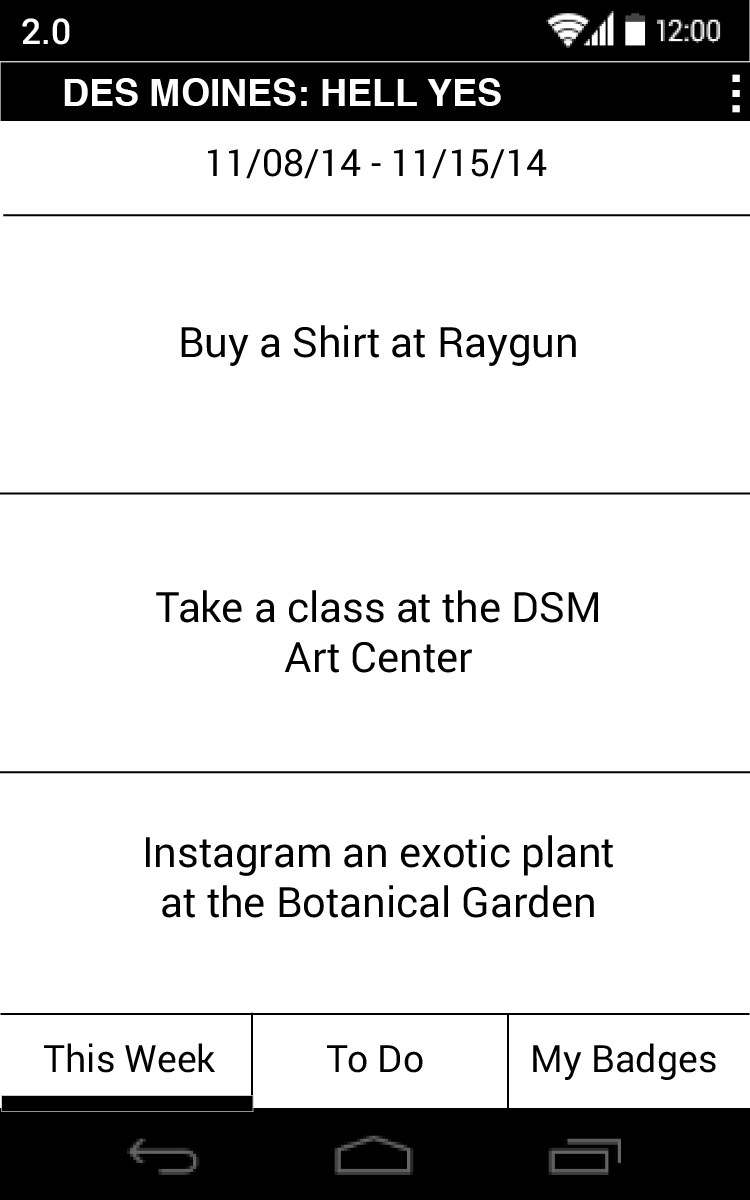 2.0
12:00
DES MOINES: HELL YES
11/08/14 - 11/15/14
Buy a Shirt at Raygun
Take a class at the DSM
Art Center
Instagram an exotic plant
at the Botanical Garden
This Week
To Do
My Badges